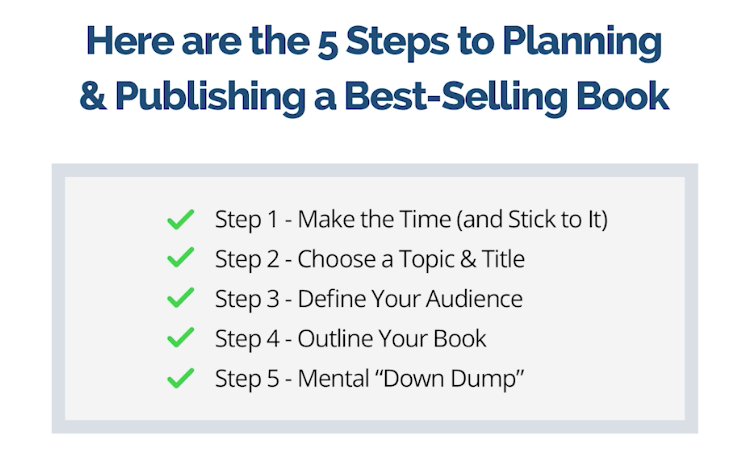 Here are the 5 Steps to Planning
& Publishing a Best-Selling Book
Step 1 - Make the Time (and Stick to It)
Step 2 - Choose a Topic & Title
Step 3 - Define Your Audience
Step 4 - Outline Your Book
Step 5 - Mental “Down Dump”